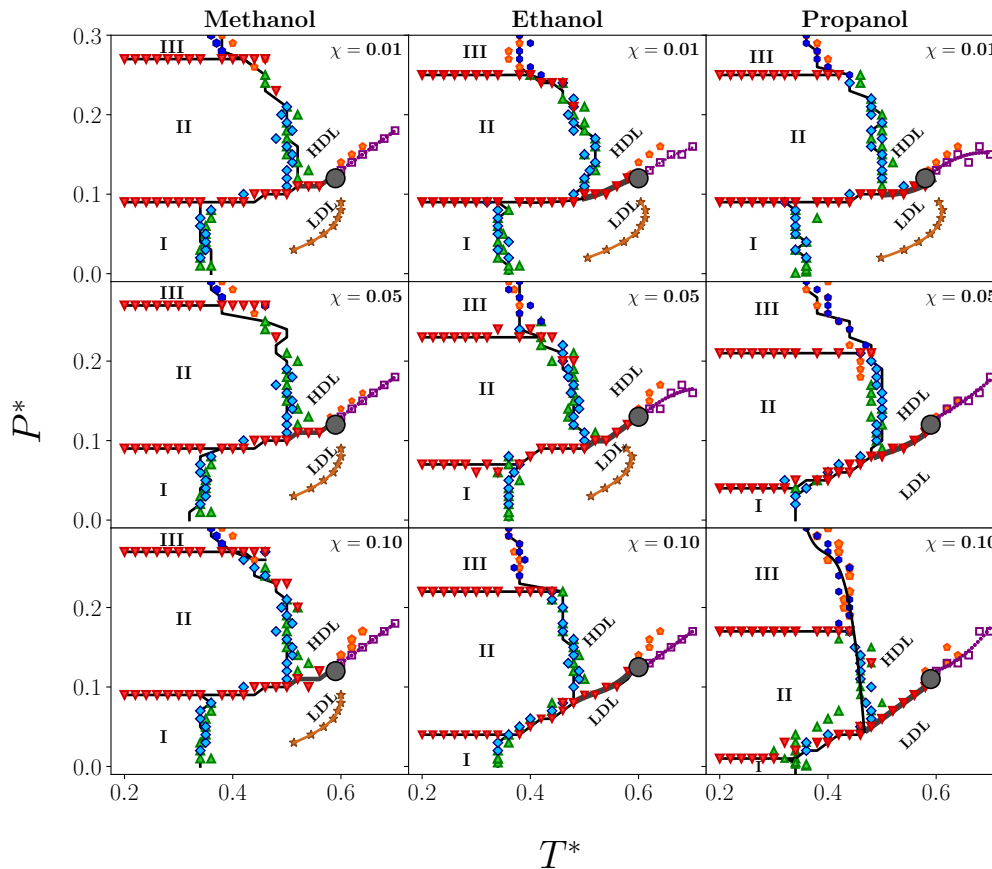 Methanol Ethanol Propanol
0.3 III χ = 0.01 III χ = 0.01 III χ = 0.01
0.2 II HDL II HDL II HDL
0.1 LDL LDL LDL
0.0 I I I
III χ = 0.05 III χ = 0.05 III χ = 0.05
0.2 II HDL II HDL II HDL
P* 0.1 LDL LDL LDL
0.0 I I I
III χ = 0.10 III χ = 0.10 III χ = 0.10
0.2 II HDL II HDL II HDL
0.1 LDL LDL LDL
0.0 I I I
0.2 0.4 0.6 0.2 0.4 0.6 0.2 0.4 0.6
T*